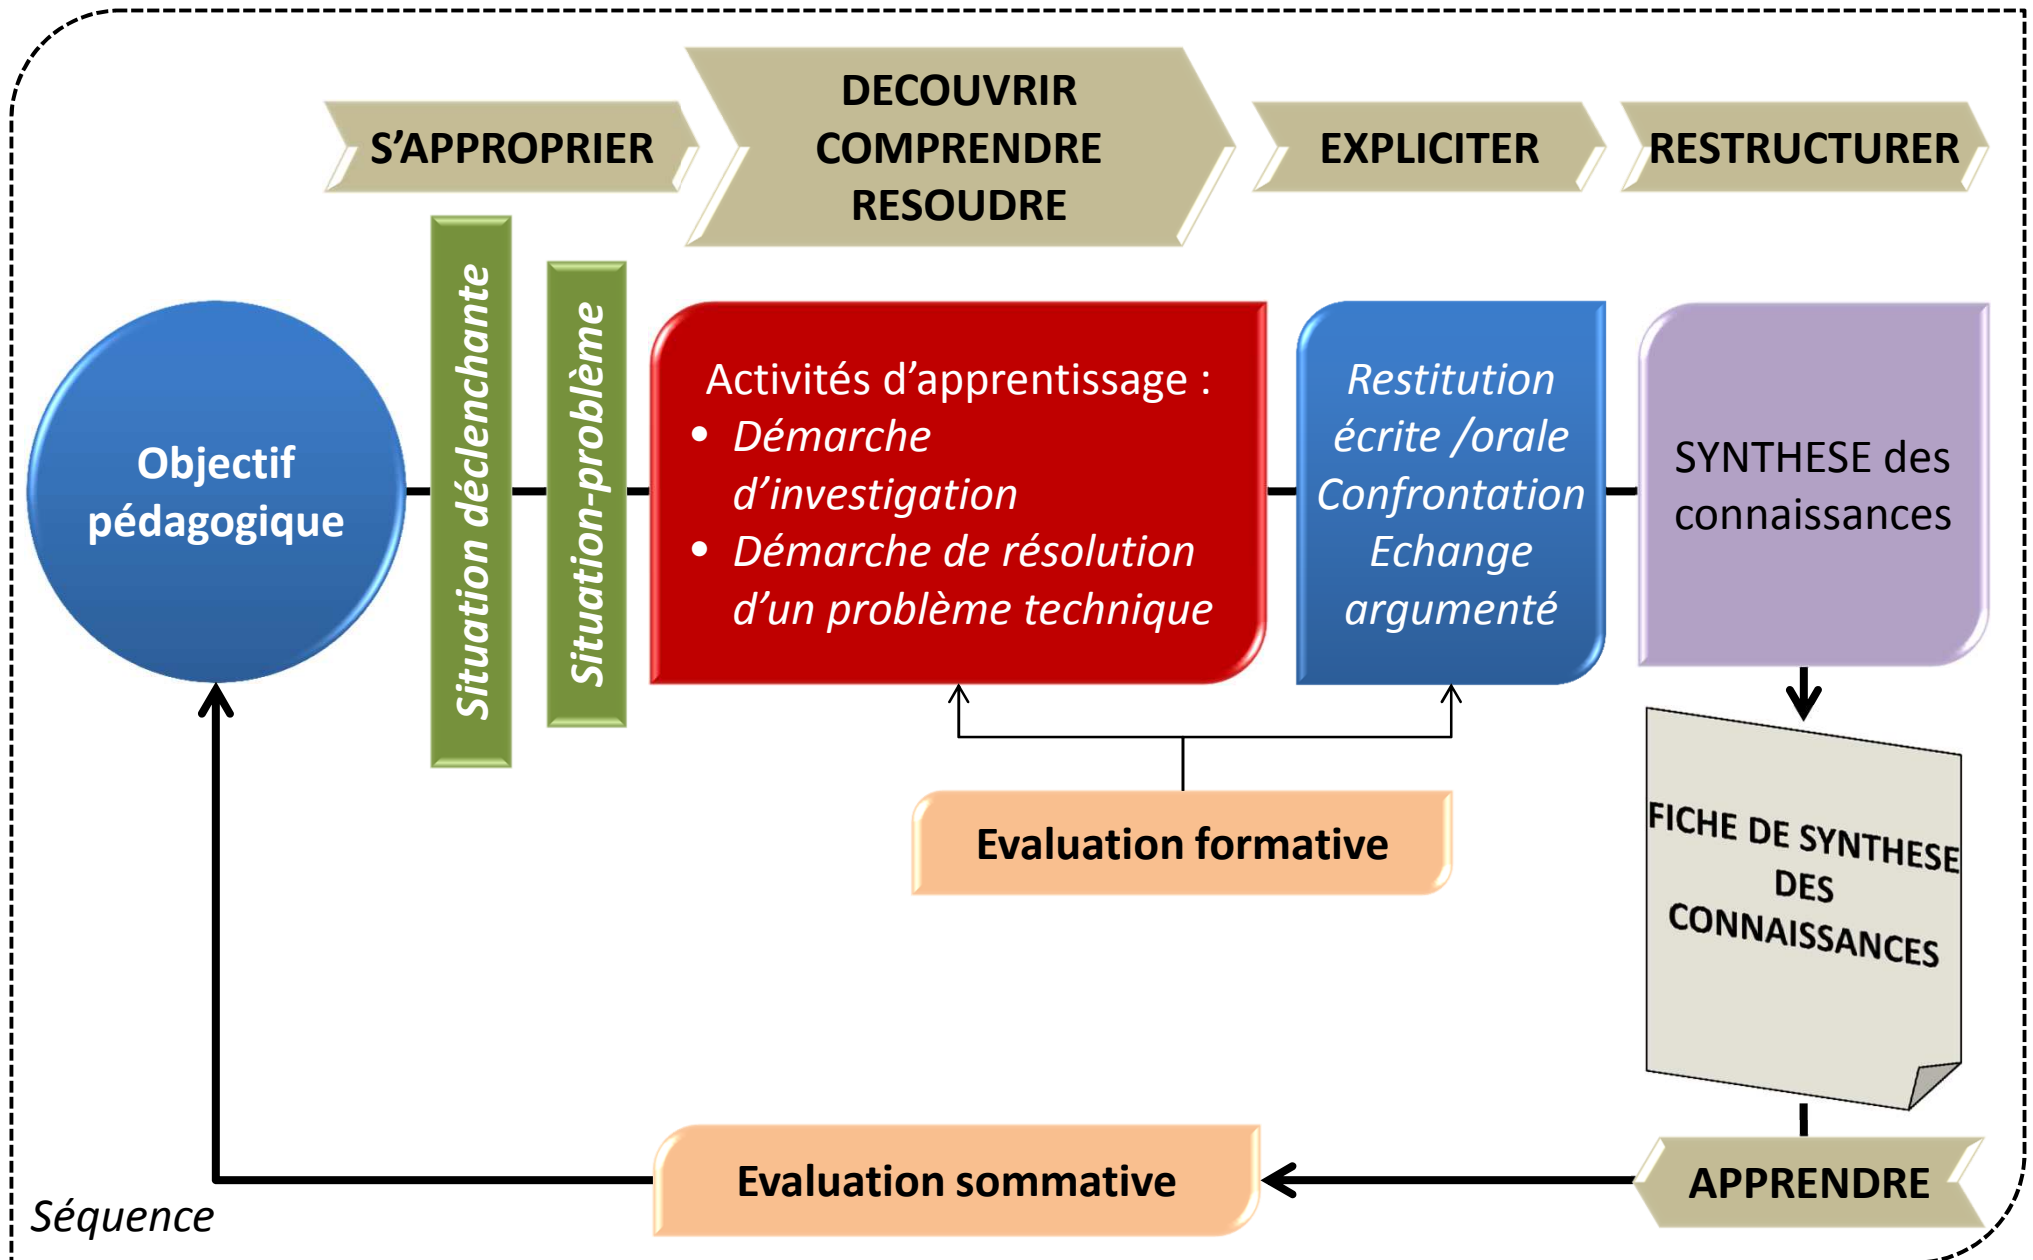 S'APPROPRIER
DECOUVRIR
COMPRENDRE
RESOUDRE
EXPLICITER
RESTRUCTURER
Objectif
pédagogique
Situation déclenchante
Situation-problème
Activités d'apprentissage :
• Démarche
d'investigation
• Démarche de résolution
d'un problème technique
Restitution
écrite /orale
Confrontation
Echange
argumenté
SYNTHESE des
connaissances
Evaluation formative
FICHE DE SYNTHESE
DES
CONNAISSANCES
Evaluation sommative
APPRENDRE
Séquence